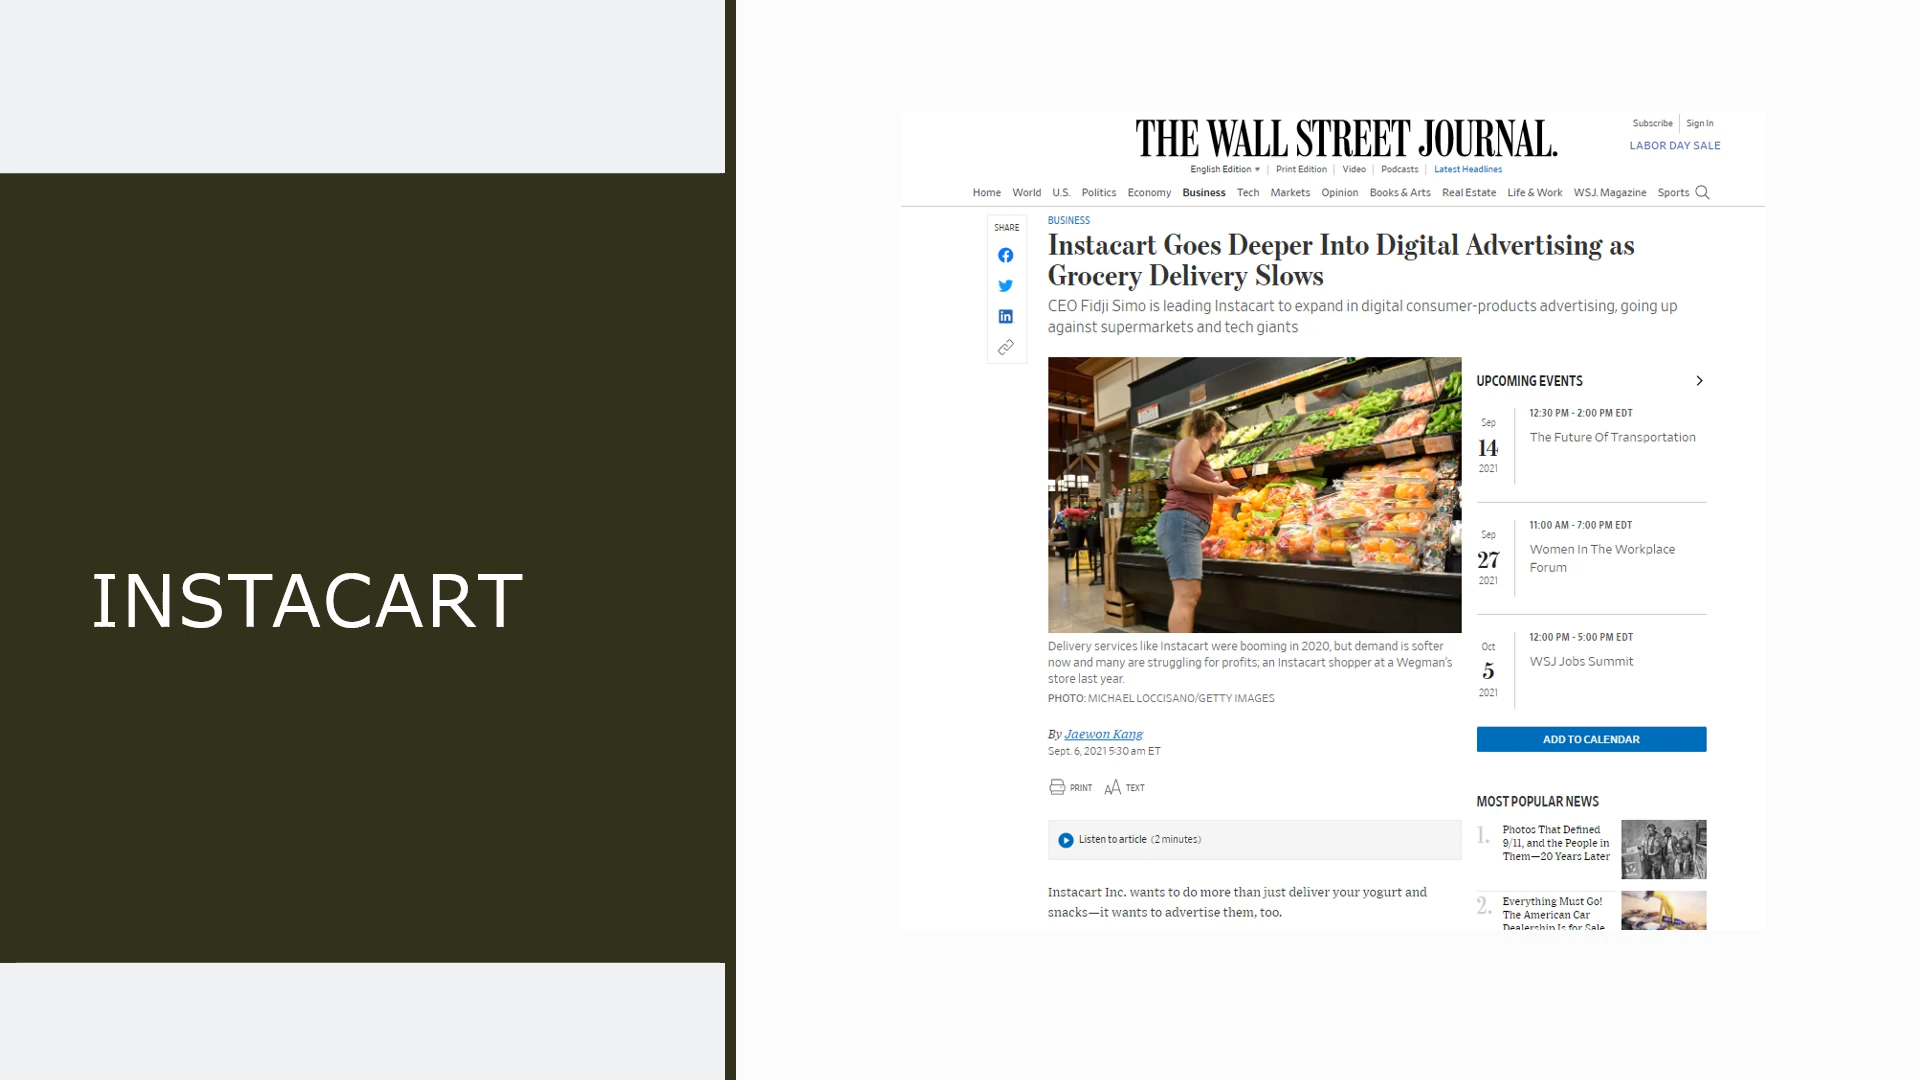 INSTACART
THE WALL STREET JOURNAL.
Subscribe Sign In
LABOR DAY SALE
English Edition Print Edition Video Podcasts Latest Headlines
Home World U.S. Politics Economy Business Tech Markets Opinion Books & Arts Real Estate Life & Work WSJ. Magazine Sports
SHARE
BUSINESS
Instacart Goes Deeper Into Digital Advertising as
Grocery Delivery Slows
CEO Fidji Simo is leading Instacart to expand in digital consumer-products advertising, going up
against supermarkets and tech giants
Delivery services like Instacart were booming in 2020, but demand is softer
now and many are struggling for profits; an Instacart shopper at a Wegman's
store last year.
PHOTO: MICHAEL LOCCISANO/GETTY IMAGES
By Jaewon Kang
Sept. 6, 2021 5:30 am ET
PRINT TEXT
Listen to article (2 minutes)
Instacart Inc. wants to do more than just deliver your yogurt and
snacks—it wants to advertise them, too.
UPCOMING EVENTS
Sep
14
2021
12:30 PM - 2:00 PM EDT
The Future Of Transportation
Sep
27
2021
11:00 AM - 7:00 PM EDT
Women In The Workplace
Forum
Oct
5
2021
12:00 PM - 5:00 PM EDT
WSJ Jobs Summit
ADD TO CALENDAR
MOST POPULAR NEWS
1.
Photos That Defined
9/11, and the People in
Them—20 Years Later
2.
Everything Must Go!
The American Car
Dealership Is for Sale